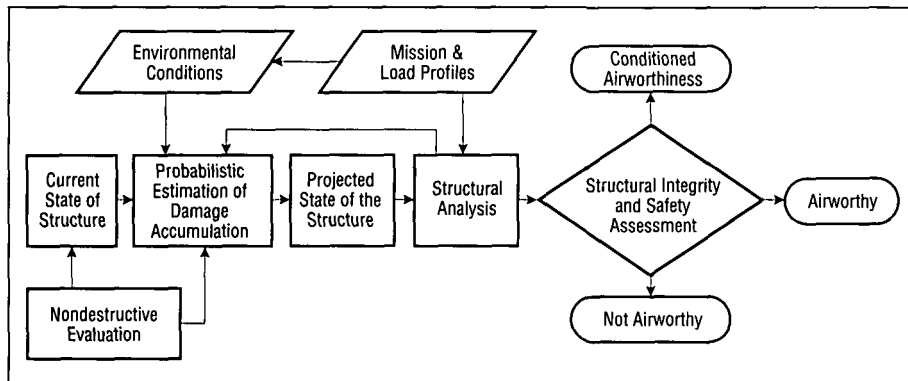 Environmental
Conditions
Mission &
Load Profiles
Conditioned
Airworthiness
Current
State of
Structure
Probabilistic
Estimation of
Damage
Accumulation
Projected
State of the
Structure
Structural
Analysis
Structural Integrity
and Safety
Assessment
Airworthy
Nondestructive
Evaluation
Not Airworthy